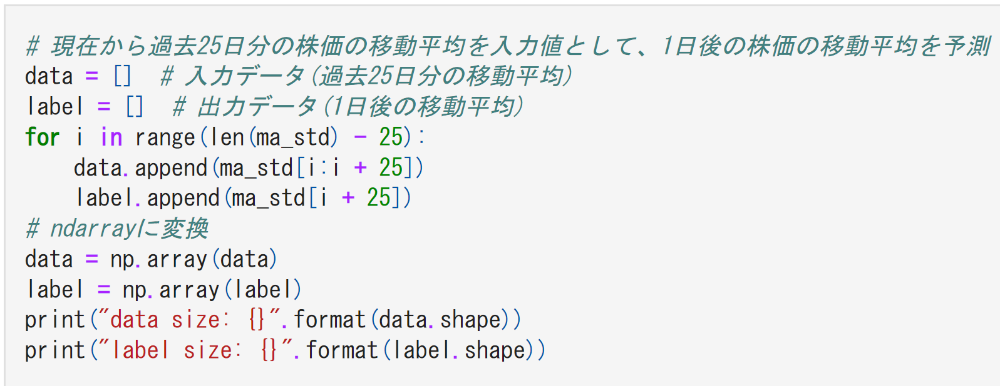 # 現在から過去25日分の株価の移動平均を入力値として、1日後の株価の移動平均を予測
data = []  # 入力データ(過去25日分の移動平均)
label = []  # 出力データ(1日後の移動平均)
for i in range(len(ma_std) - 25):
    data.append(ma_std[i:i + 25])
    label.append(ma_std[i + 25])
# ndarrayに変換
data = np.array(data)
label = np.array(label)
print("data size: {}".format(data.shape))
print("label size: {}".format(label.shape))